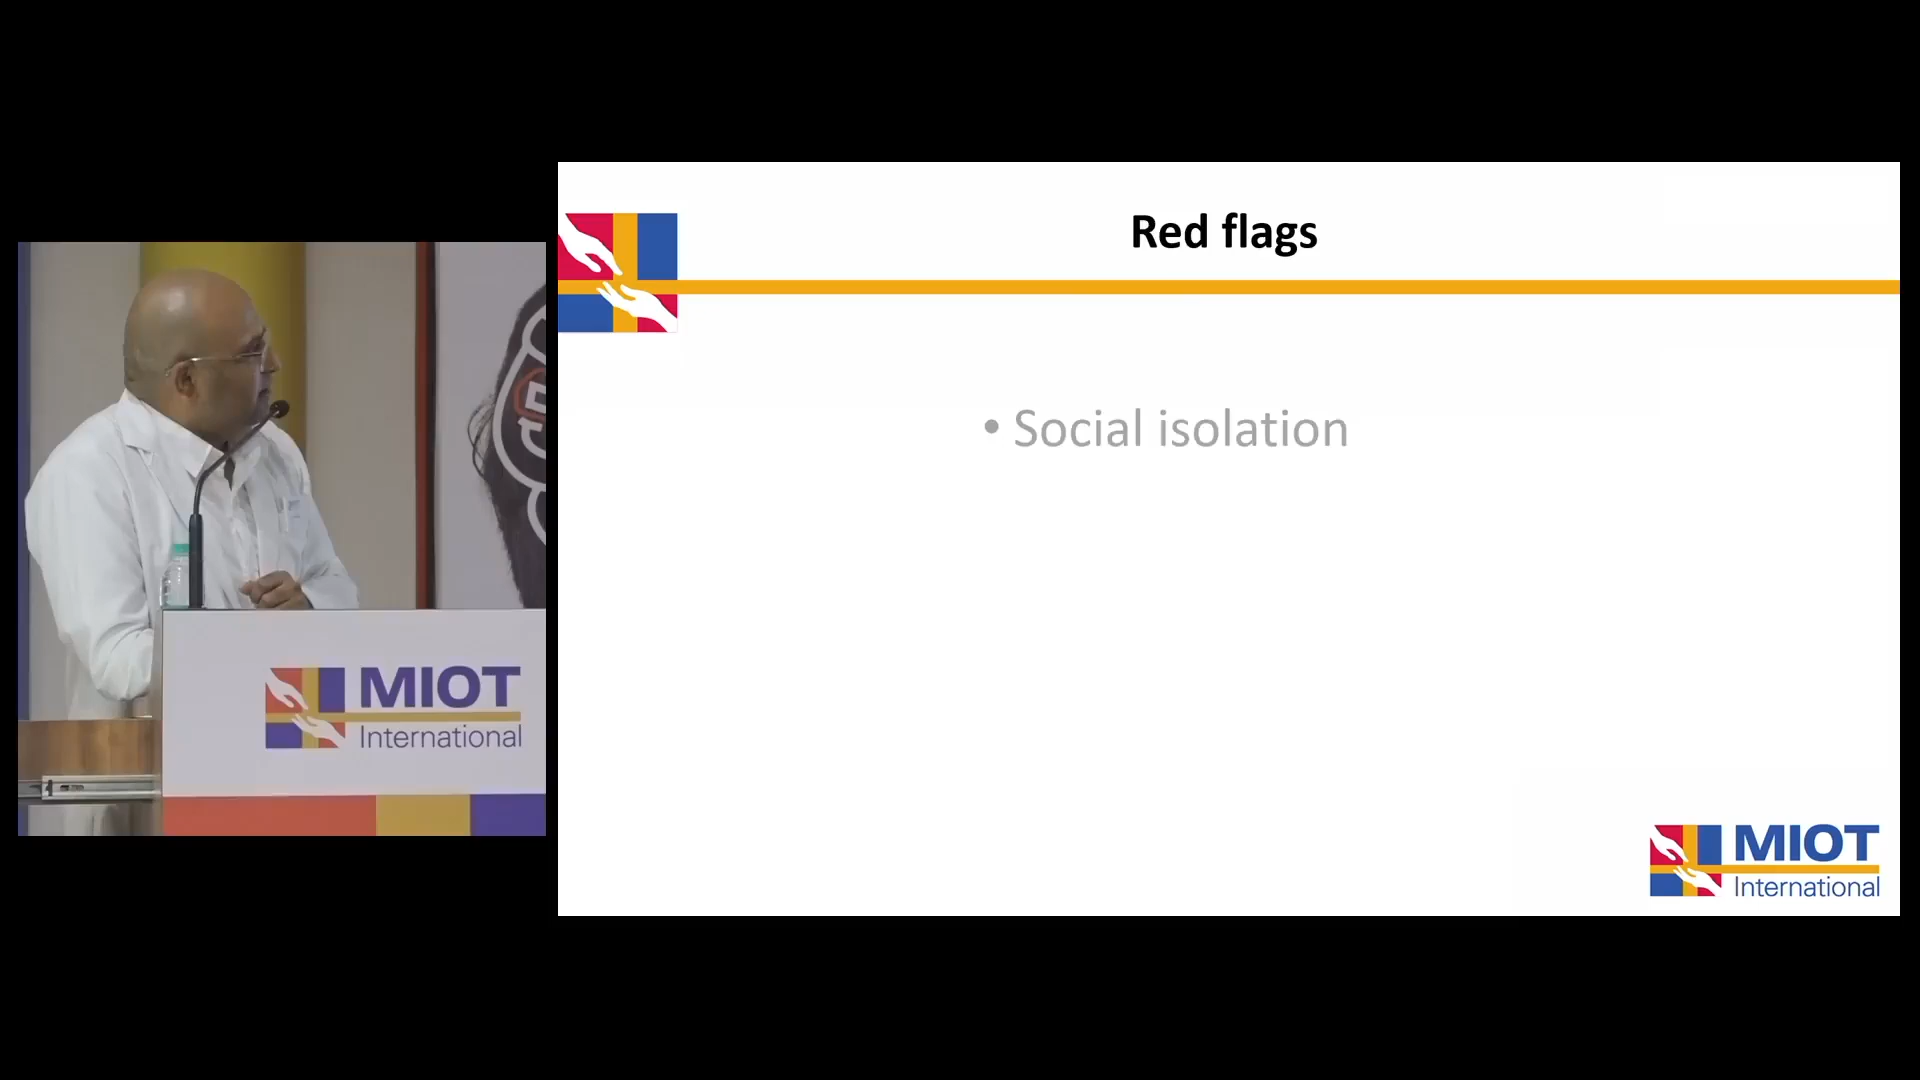 Red flags
• Social isolation
MIOT
International
MIOT
International